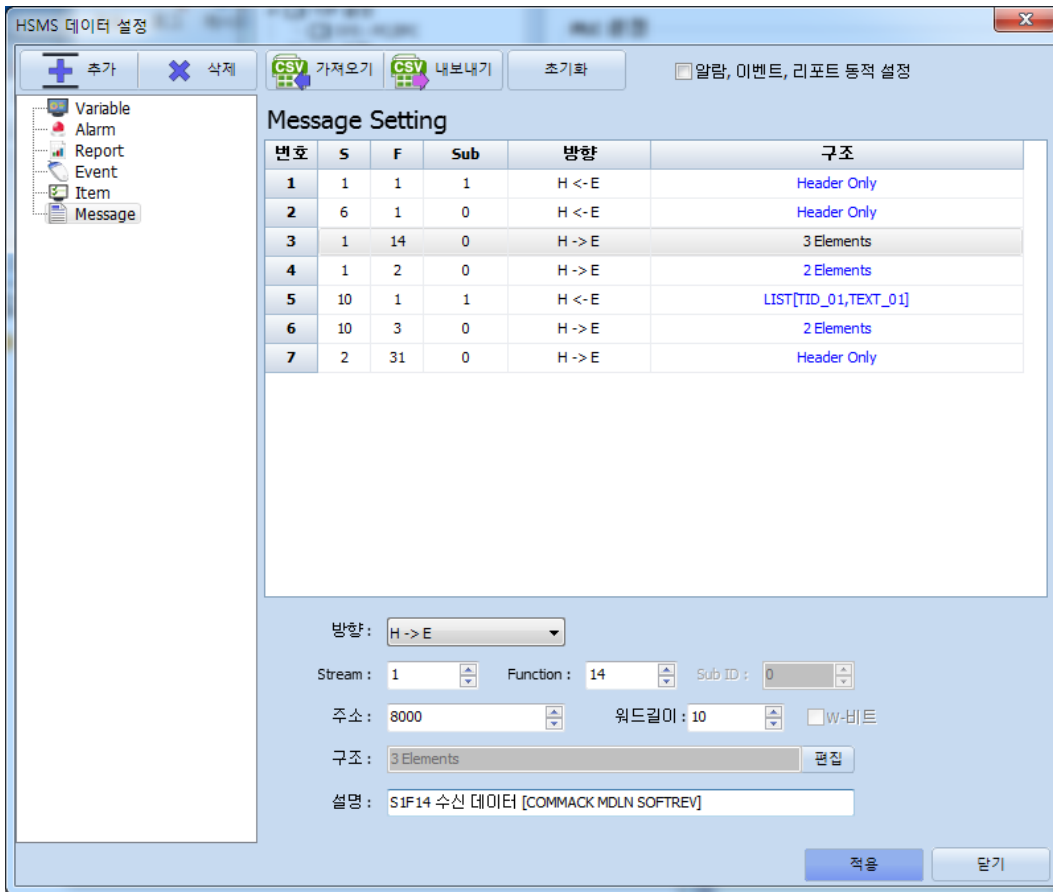 HSMS 데이터 설정
추가 삭제 CSV 가져오기 CSV 내보내기 초기화 알람, 이벤트, 리포트 동적 설정
Variable
Alarm
Report
Event
Item
Message
Message Setting
번호 S F Sub 방향 구조
1 1 1 1 H <- E Header Only
2 6 1 0 H <- E Header Only
3 1 14 0 H -> E 3 Elements
4 1 2 0 H -> E 2 Elements
5 10 1 1 H <- E LIST[TID_01,TEXT_01]
6 10 3 0 H -> E 2 Elements
7 2 31 0 H -> E Header Only
방향 : H -> E
Stream : 1 Function : 14 Sub ID : 0
주소 : 8000 워드길이 : 10 W-비트
구조 : 3 Elements 편집
설명 : S1F14 수신 데이터 [COMMACK MDLN SOFTREV]
적용 닫기